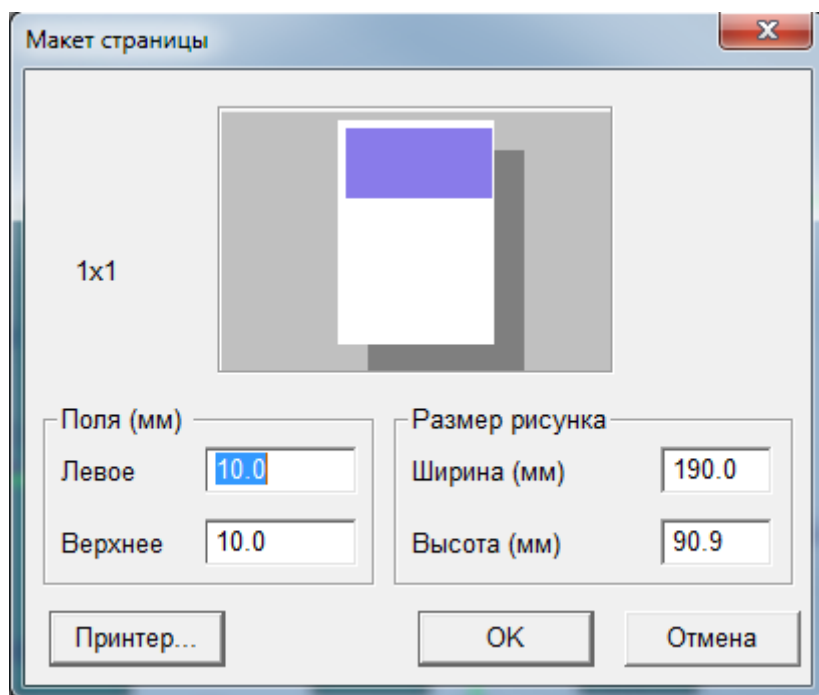 Макет страницы
1x1
Поля (мм)
Левое 10.0
Верхнее 10.0
Размер рисунка
Ширина (мм) 190.0
Высота (мм) 90.9
Принтер... OK Отмена